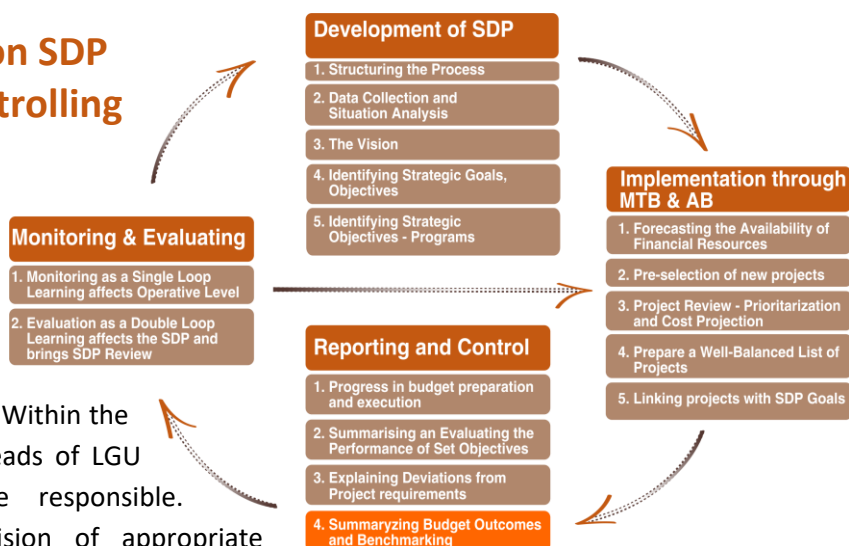 on SDP
trolling
Development of SDP
1. Structuring the Process
2. Data Collection and
Situation Analysis
3. The Vision
4. Identifying Strategic Goals,
Objectives
5. Identifying Strategic
Objectives - Programs
Implementation through
MTB & AB
1. Forecasting the Availability of
Financial Resources
2. Pre-selection of new projects
3. Project Review - Prioritarization
and Cost Projection
4. Prepare a Well-Balanced List of
Projects
5. Linking projects with SDP Goals
Monitoring & Evaluating
1. Monitoring as a Single Loop
Learning affects Operative Level
2. Evaluation as a Double Loop
Learning affects the SDP and
brings SDP Review
Reporting and Control
1. Progress in budget preparation
and execution
2. Summarising an Evaluating the
Performance of Set Objectives
3. Explaining Deviations from
Project requirements
4. Summaryzing Budget Outcomes
and Benchmarking
Within the
eads of LGU
e responsible.
ision of appropriate